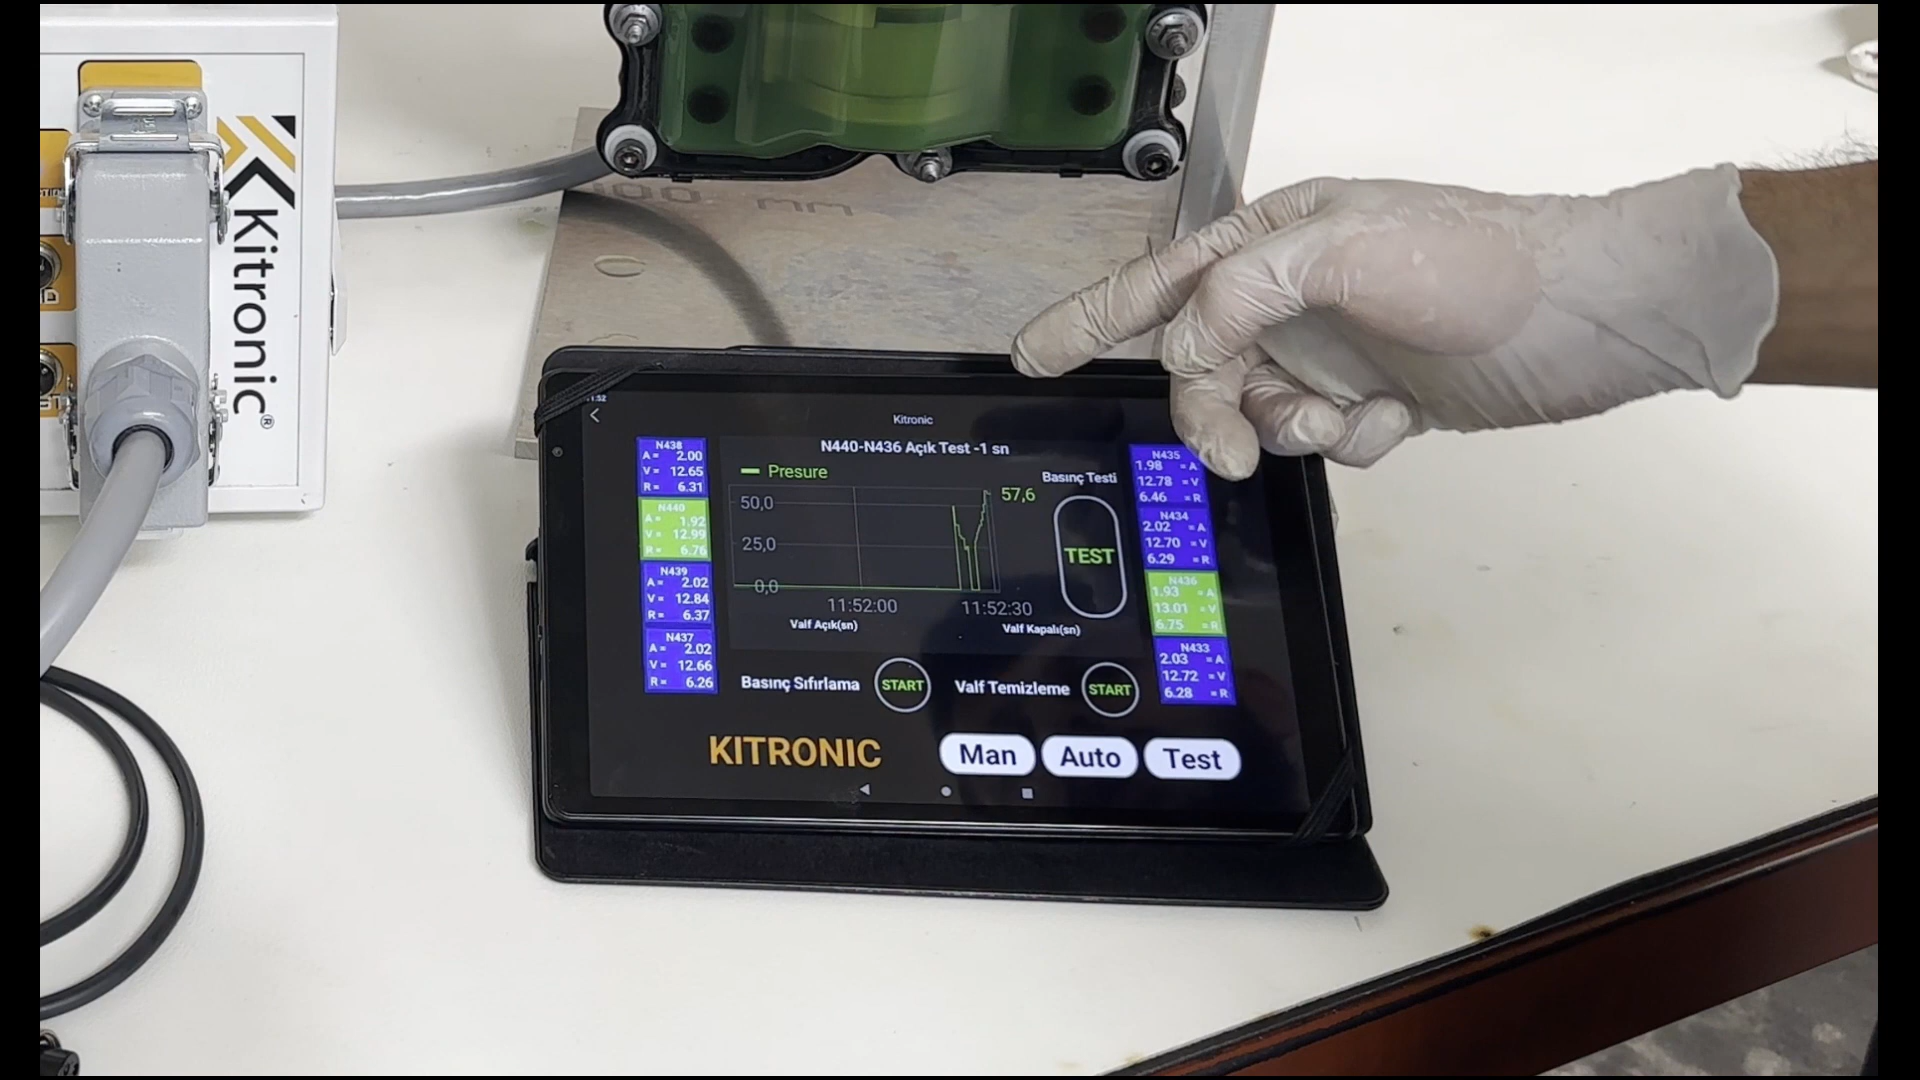 Kitronic®
11:52
Kitronic
N440-N436 Açık Test -1 sn
Presure
57,6
50,0
25,0
0,0
11:52:00
11:52:30
Valf Açık(sn)
Valf Kapalı(sn)
Basınç Testi
TEST
N438
A = 2.00
V = 12.65
R = 6.31
N440
A = 1.92
V = 12.99
R = 6.76
N439
A = 2.02
V = 12.84
R = 6.37
N437
A = 2.02
V = 12.66
R = 6.26
N435
1.98 = A
12.78 = V
6.46 = R
N434
2.02 = A
12.70 = V
6.29 = R
N436
1.93 = A
13.01 = V
6.75 = R
N433
2.03 = A
12.72 = V
6.28 = R
Basınç Sıfırlama
START
Valf Temizleme
START
KITRONIC
Man
Auto
Test